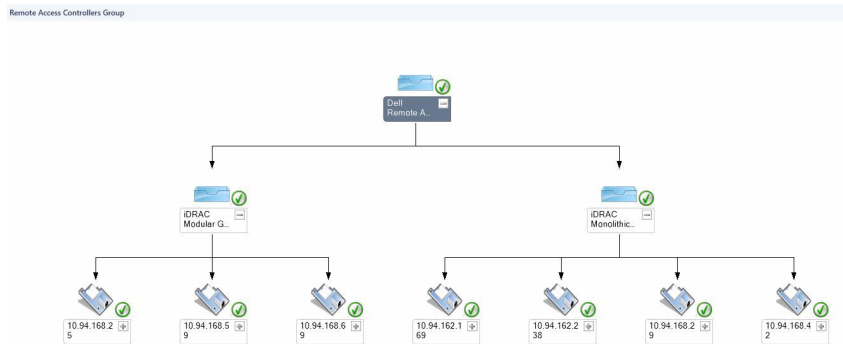 Remote Access Controllers Group
Dell
Remote A..
iDRAC
Modular G..
iDRAC
Monolithic..
10.94.168.2
5
10.94.168.5
9
10.94.168.6
9
10.94.162.1
69
10.94.162.2
38
10.94.168.2
9
10.94.168.4
2